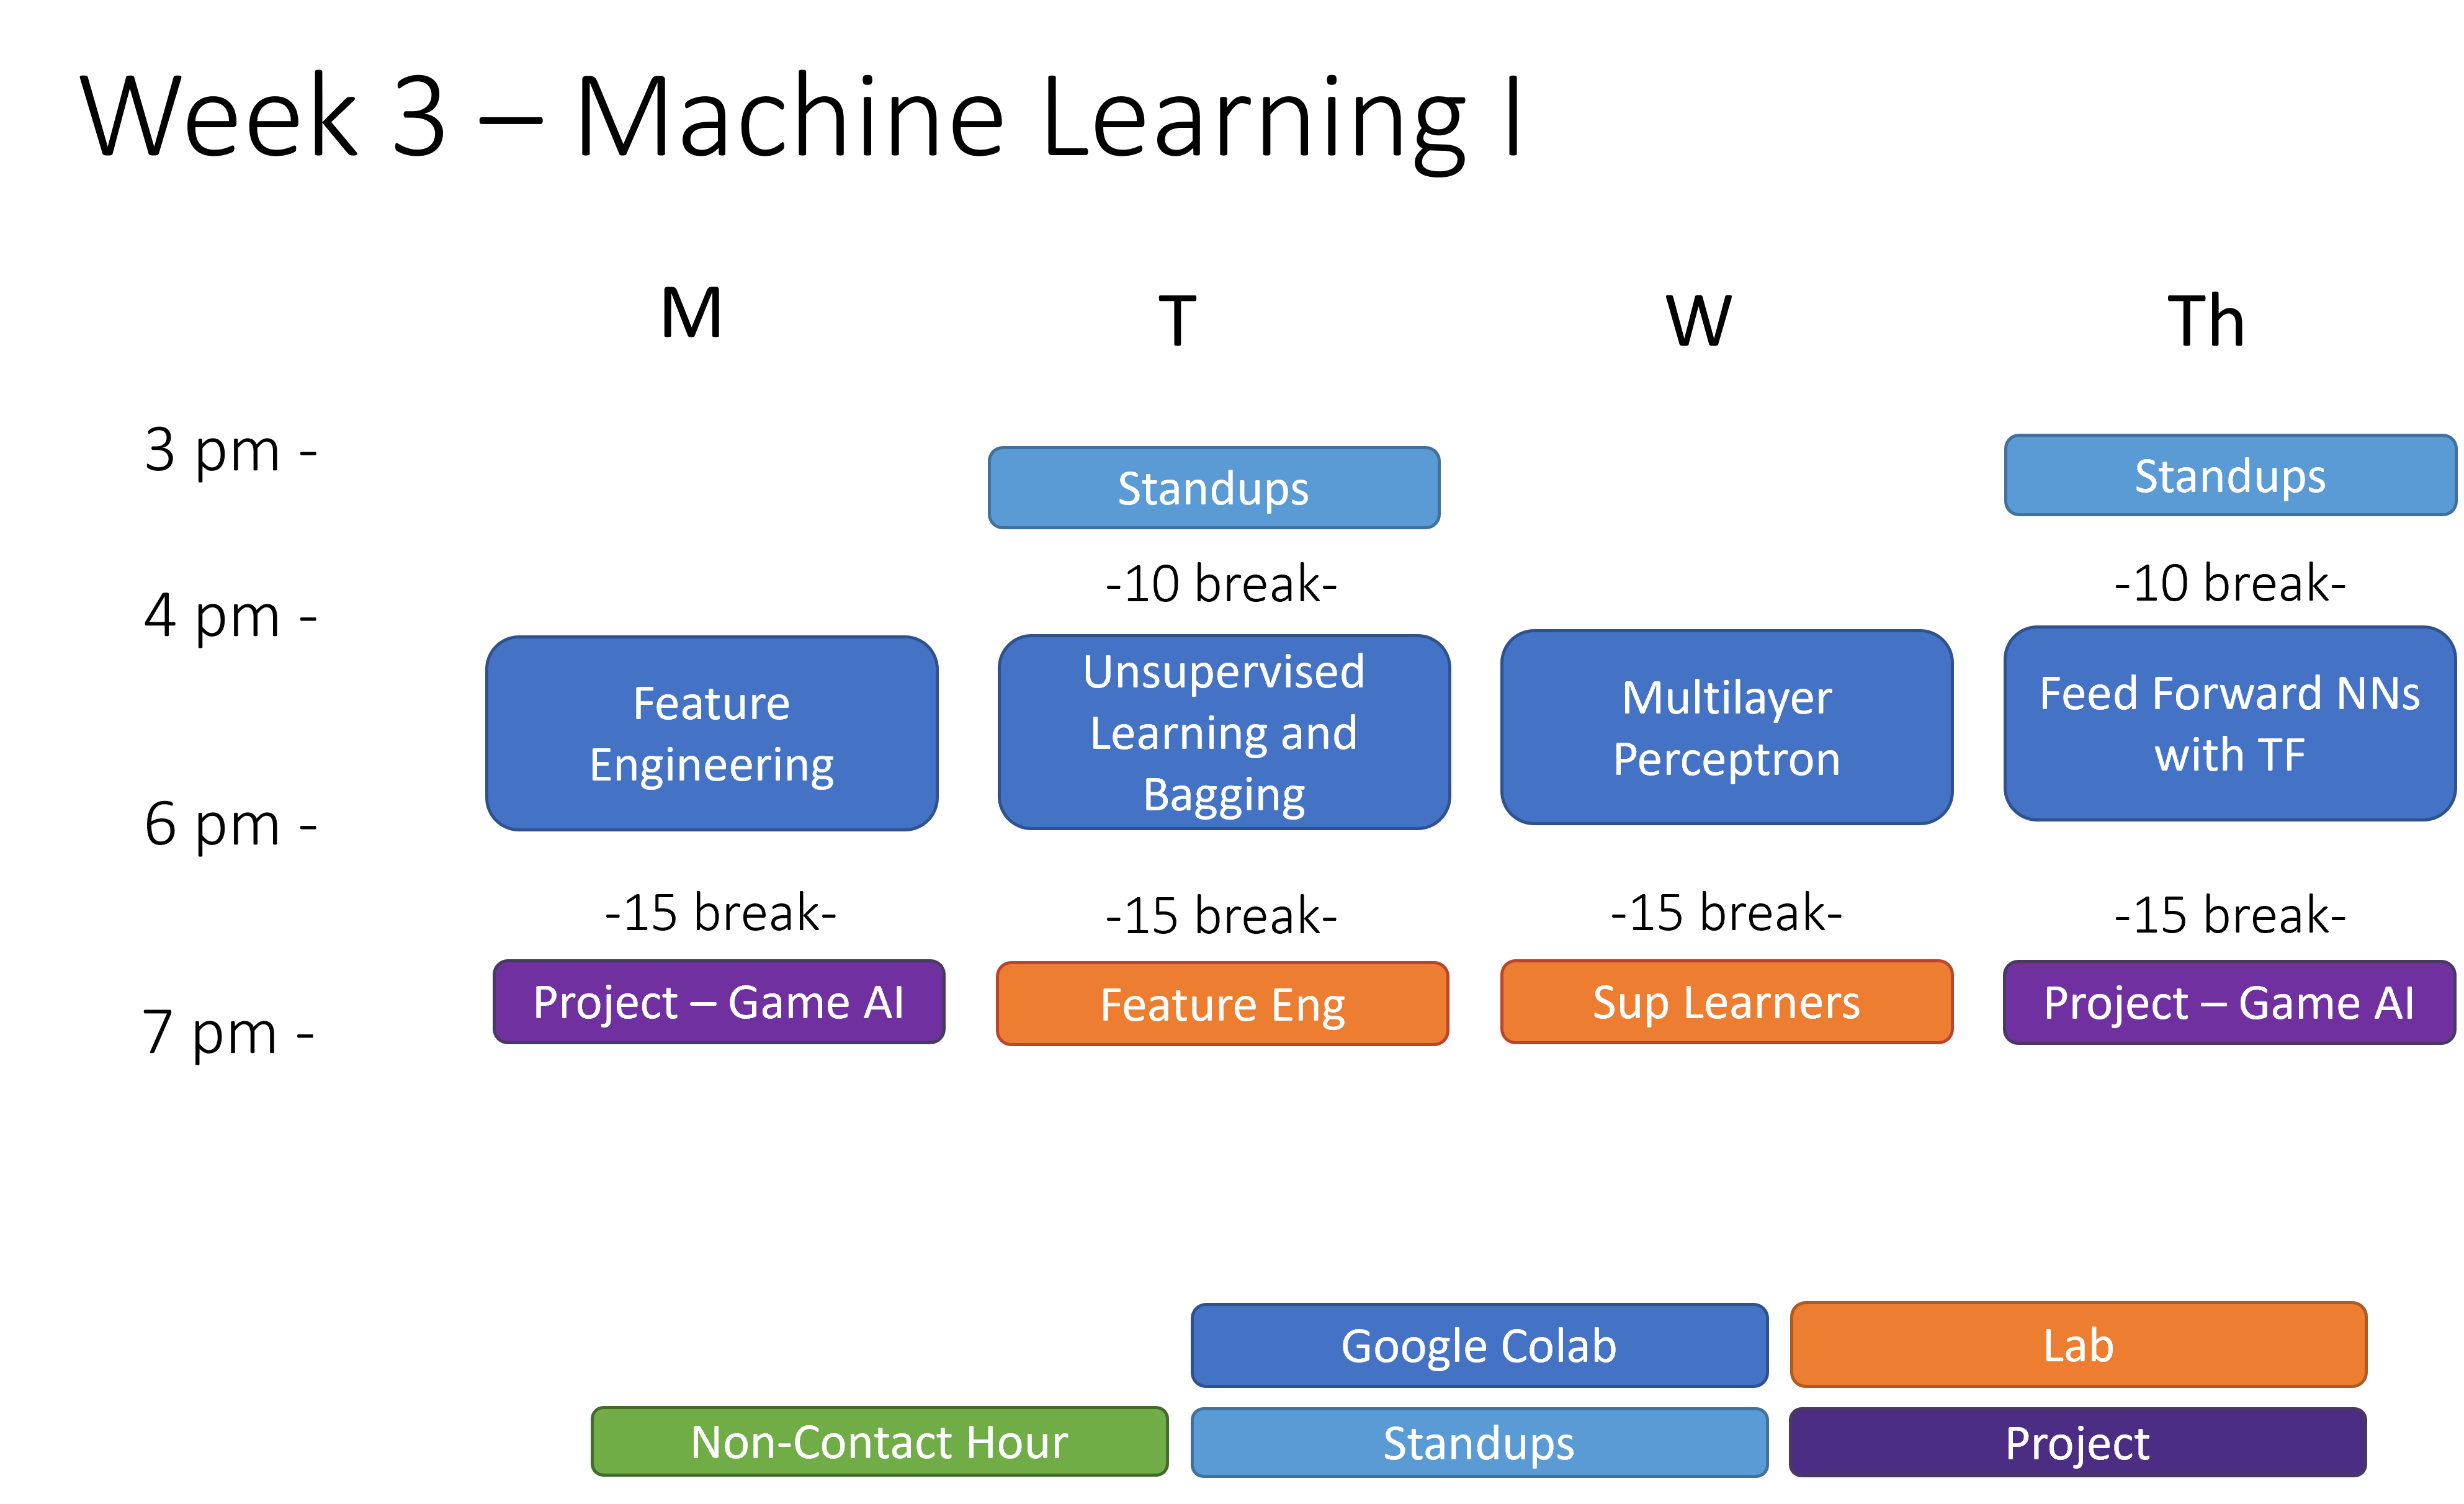 Week 3 – Machine Learning I
M
T
W
Th
3 pm -
Standups
Standups
-10 break-
-10 break-
4 pm -
Feature
Engineering
Unsupervised
Learning and
Bagging
Multilayer
Perceptron
Feed Forward NNs
with TF
6 pm -
-15 break-
-15 break-
-15 break-
-15 break-
Project – Game AI
Feature Eng
Sup Learners
Project – Game AI
7 pm -
Google Colab
Lab
Non-Contact Hour
Standups
Project